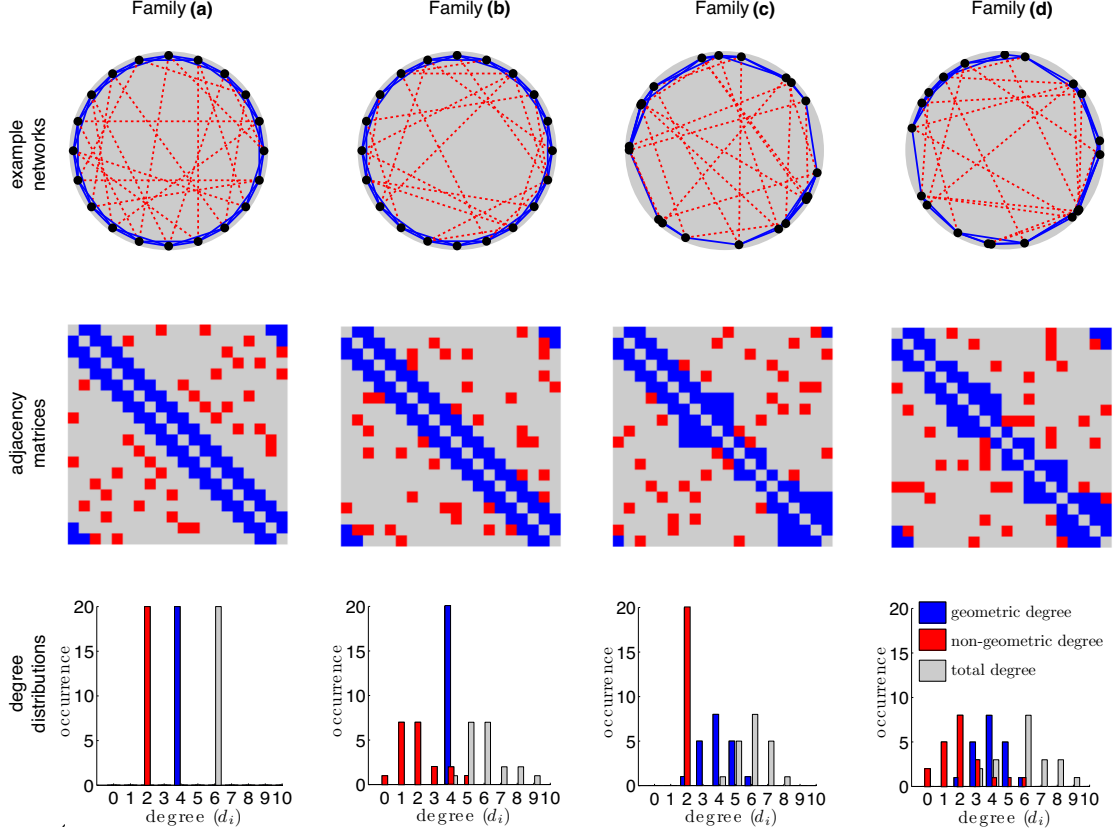 Family (a)
Family (b)
Family (c)
Family (d)
example
networks
adjacency
matrices
degree
distributions
occurrence
20
15
10
5
0
0 1 2 3 4 5 6 7 8 9 10
degree (d_i)
occurrence
20
15
10
5
0
0 1 2 3 4 5 6 7 8 9 10
degree (d_i)
occurrence
20
15
10
5
0
0 1 2 3 4 5 6 7 8 9 10
degree (d_i)
occurrence
20
15
10
5
0
0 1 2 3 4 5 6 7 8 9 10
degree (d_i)
geometric degree
non-geometric degree
total degree